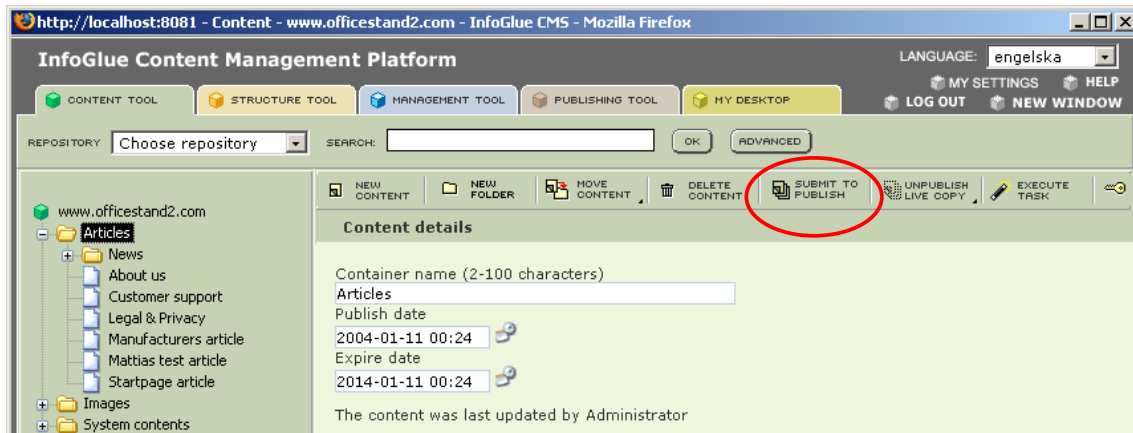 http://localhost:8081 - Content - www.officestand2.com - InfoGlue CMS - Mozilla Firefox
InfoGlue Content Management Platform
LANGUAGE: engelska
MY SETTINGS HELP
LOG OUT NEW WINDOW
CONTENT TOOL STRUCTURE TOOL MANAGEMENT TOOL PUBLISHING TOOL MY DESKTOP
REPOSITORY Choose repository SEARCH: OK ADVANCED
NEW CONTENT
NEW FOLDER
MOVE CONTENT
DELETE CONTENT
SUBMIT TO PUBLISH
UNPUBLISH LIVE COPY
EXECUTE TASK
www.officestand2.com
Articles
News
About us
Customer support
Legal & Privacy
Manufacturers article
Mattias test article
Startpage article
Images
System contents
Content details
Container name (2-100 characters)
Articles
Publish date
2004-01-11 00:24
Expire date
2014-01-11 00:24
The content was last updated by Administrator